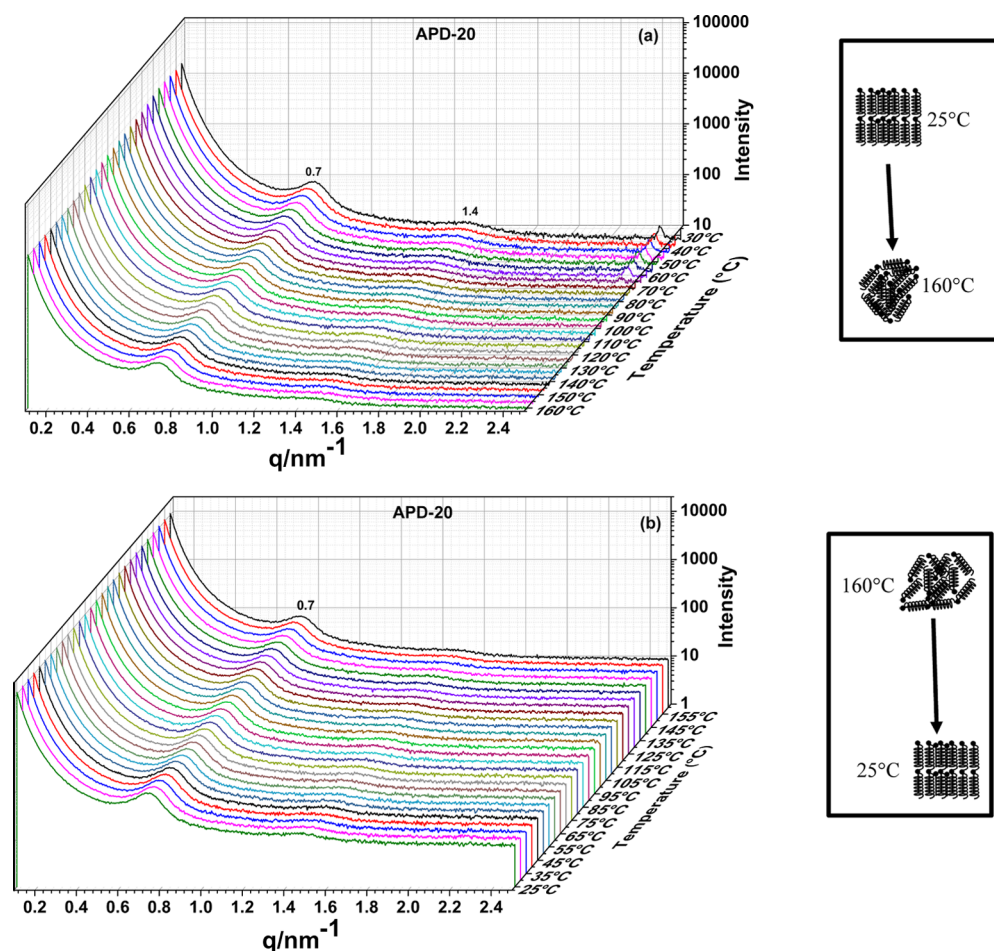 APD-20
(a)
100000
10000
1000
100
10
Intensity
0.7
1.4
30°C
40°C
50°C
60°C
70°C
80°C
90°C
100°C
110°C
120°C
130°C
140°C
150°C
160°C
Temperature (°C)
0.2 0.4 0.6 0.8 1.0 1.2 1.4 1.6 1.8 2.0 2.2 2.4
q/nm-1
25°C
160°C
APD-20
(b)
10000
1000
100
10
1
Intensity
0.7
155°C
145°C
135°C
125°C
115°C
105°C
95°C
85°C
75°C
65°C
55°C
45°C
35°C
25°C
Temperature (°C)
0.2 0.4 0.6 0.8 1.0 1.2 1.4 1.6 1.8 2.0 2.2 2.4
q/nm-1
160°C
25°C